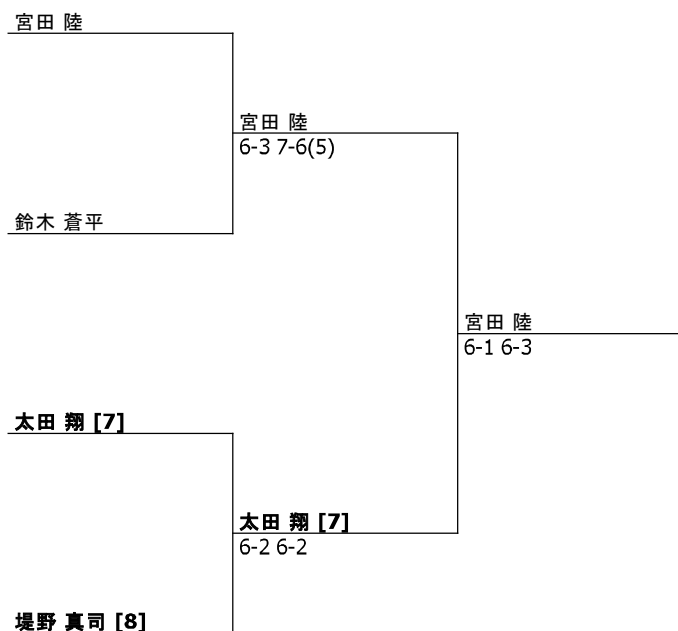 宮田 陸
宮田 陸
6-3 7-6(5)
鈴木 蒼平
宮田 陸
6-1 6-3
太田 翔 [7]
太田 翔 [7]
6-2 6-2
堤野 真司 [8]